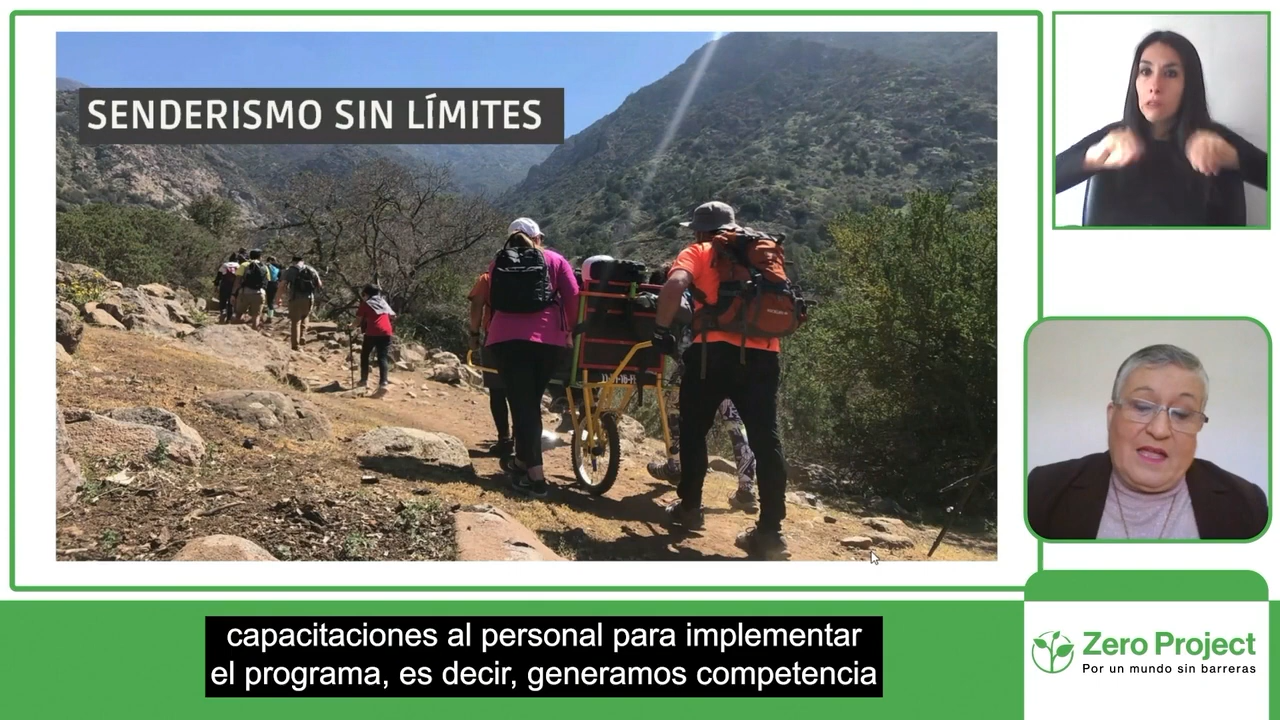 SENDERISMO SIN LÍMITES
capacitaciones al personal para implementar
el programa, es decir, generamos competencia
Zero Project
Por un mundo sin barreras